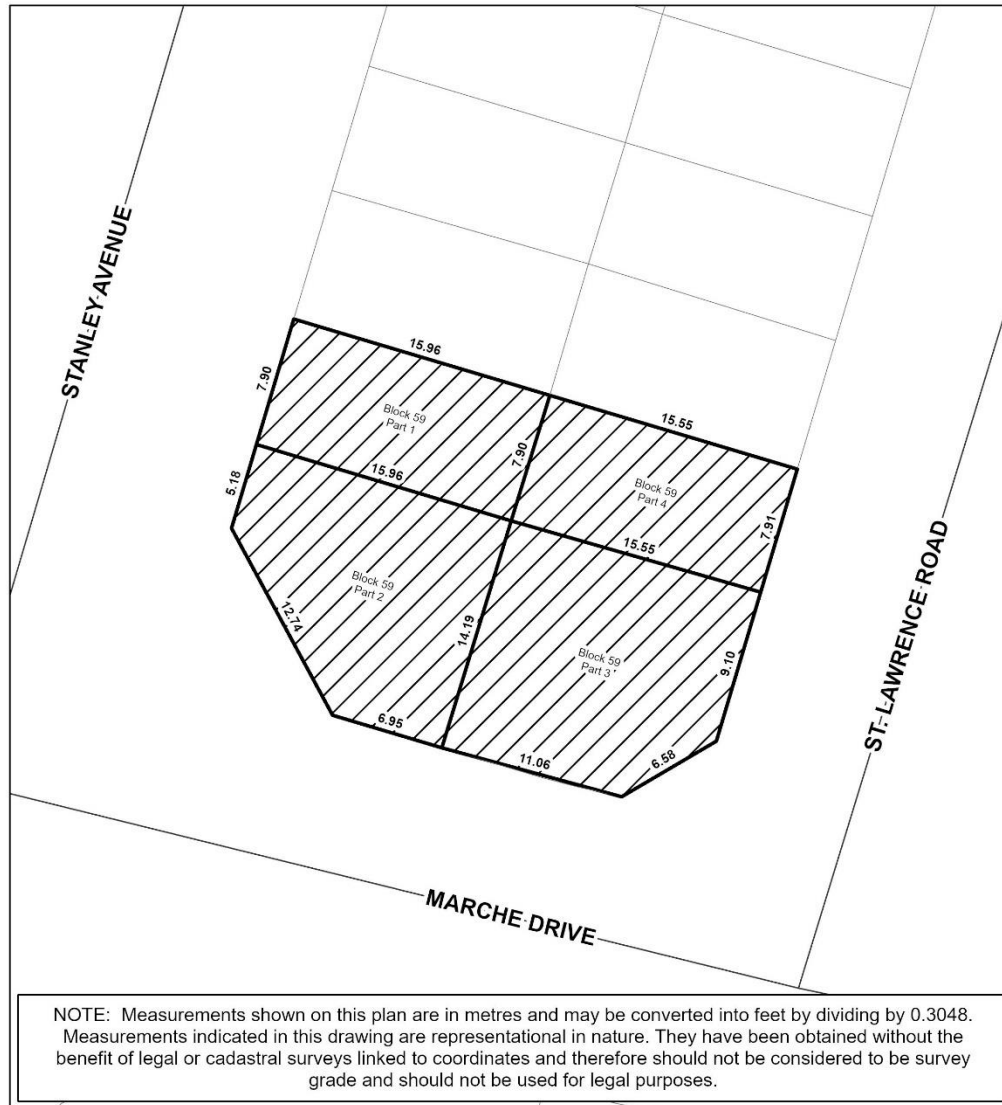 STANLEY AVENUE
15.96
7.90
Block 59
Part 1
7.90
15.55
15.96
5.18
Block 59
Part 4
7.91
15.55
Block 59
Part 2
12.74
14.19
Block 59
Part 3
9.10
6.95
11.06
6.58
ST. LAWRENCE ROAD
MARCHE DRIVE
NOTE: Measurements shown on this plan are in metres and may be converted into feet by dividing by 0.3048.
Measurements indicated in this drawing are representational in nature. They have been obtained without the
benefit of legal or cadastral surveys linked to coordinates and therefore should not be considered to be survey
grade and should not be used for legal purposes.